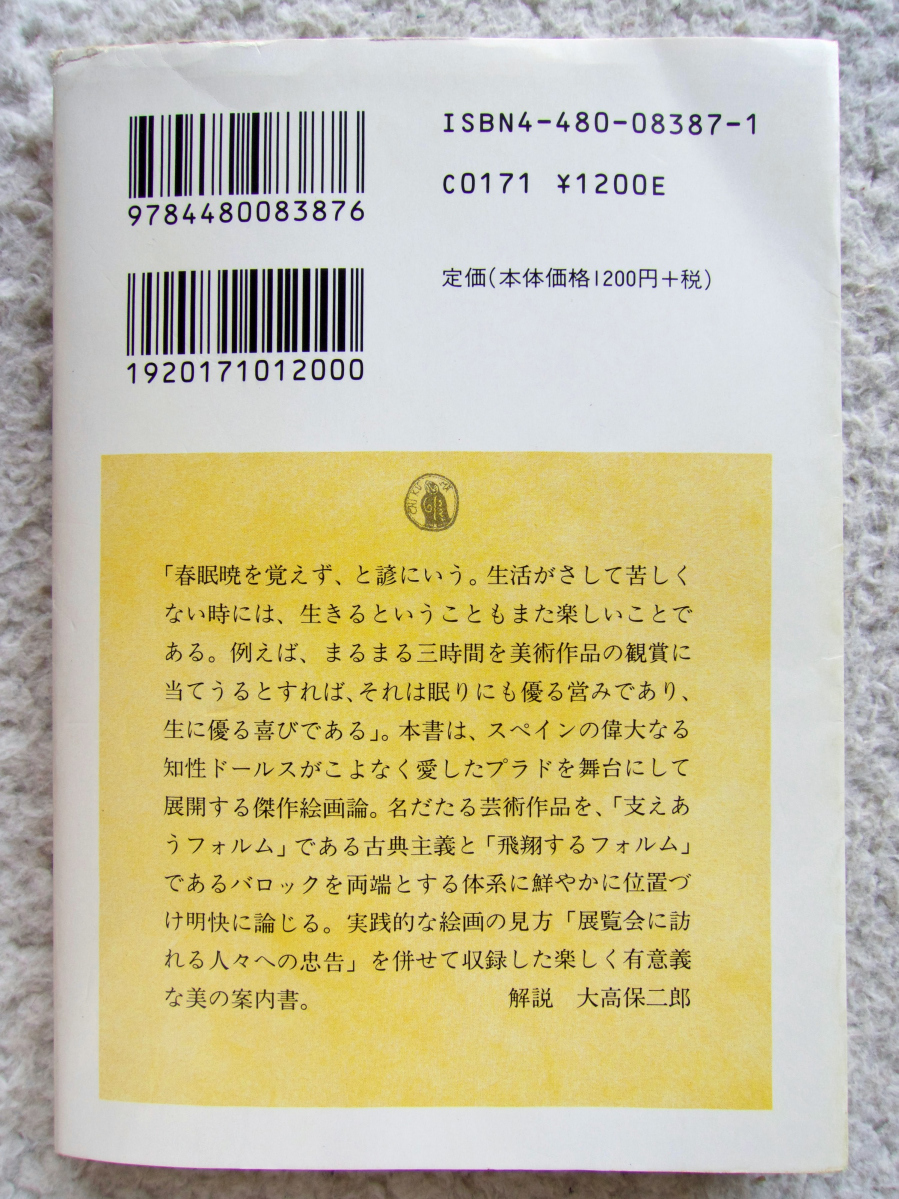 ISBN4-480-08387-1
9784480083876
C0171 ¥1200E
定価(本体価格1200円+税)
1920171012000
「春眠暁を覚えず、と諺にいう。生活がさして苦しく
ない時には、生きるということもまた楽しいことで
ある。例えば、まるまる三時間を美術作品の観賞に
当てうるとすれば、それは眠りにも優る営みであり、
生に優る喜びである」。本書は、スペインの偉大なる
知性ドールスがこよなく愛したプラドを舞台にして
展開する傑作絵画論。名だたる芸術作品を、「支えあ
うフォルム」である古典主義と「飛翔するフォルム」
であるバロックを両端とする体系に鮮やかに位置づ
け明快に論じる。実践的な絵画の見方「展覧会に訪
れる人々への忠告」を併せて収録した楽しく有意義
な美の案内書。 解説 大高保二郎